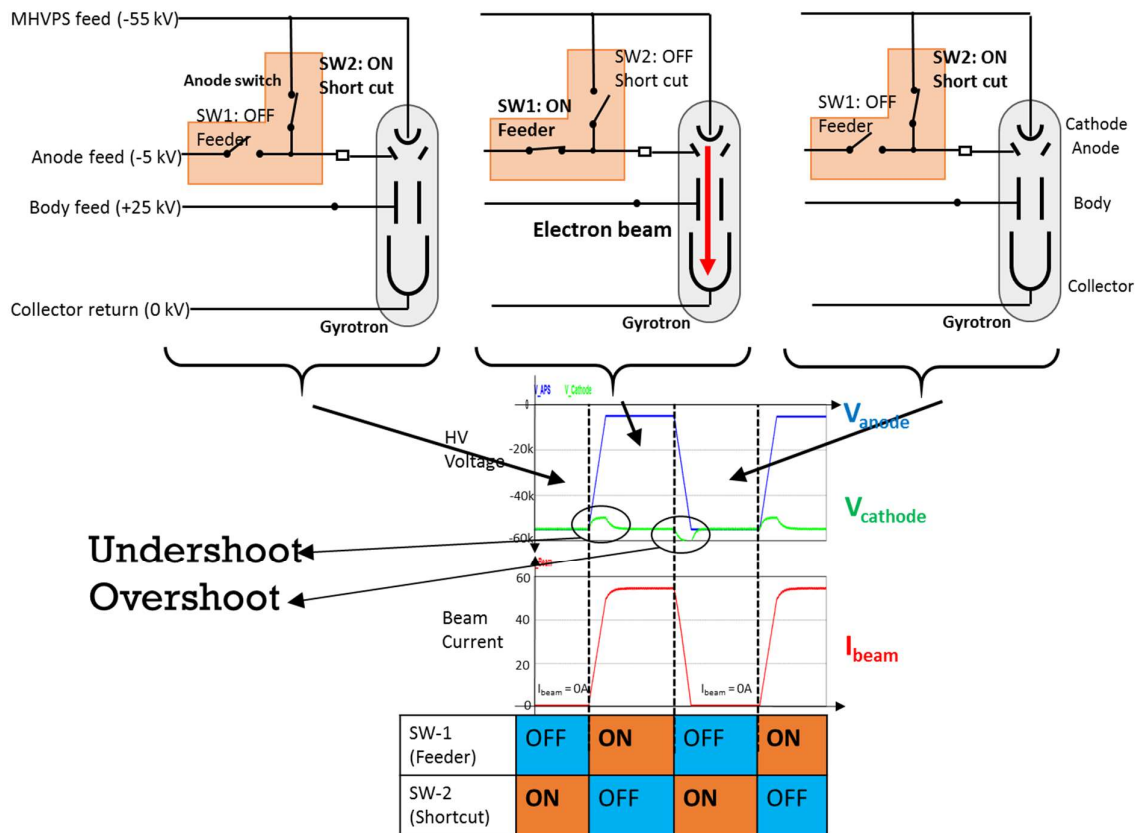 MHVPS feed (-55 kV)
Anode switch
SW2: ON
Short cut
SW1: OFF
Feeder
Anode feed (-5 kV)
Body feed (+25 kV)
Collector return (0 kV)
Gyrotron
SW2: OFF
Short cut
SW1: ON
Feeder
Electron beam
Gyrotron
SW2: ON
Short cut
SW1: OFF
Feeder
Cathode
Anode
Body
Collector
Gyrotron
V_APS V_Cathode
HV
Voltage
0
-20k
-40k
-60k
Vanode
Vcathode
Undershoot
Overshoot
Beam
Current
60
40
20
0
Ibeam = 0A
Ibeam = 0A
Ibeam
SW-1
(Feeder)
OFF ON OFF ON
SW-2
(Shortcut)
ON OFF ON OFF